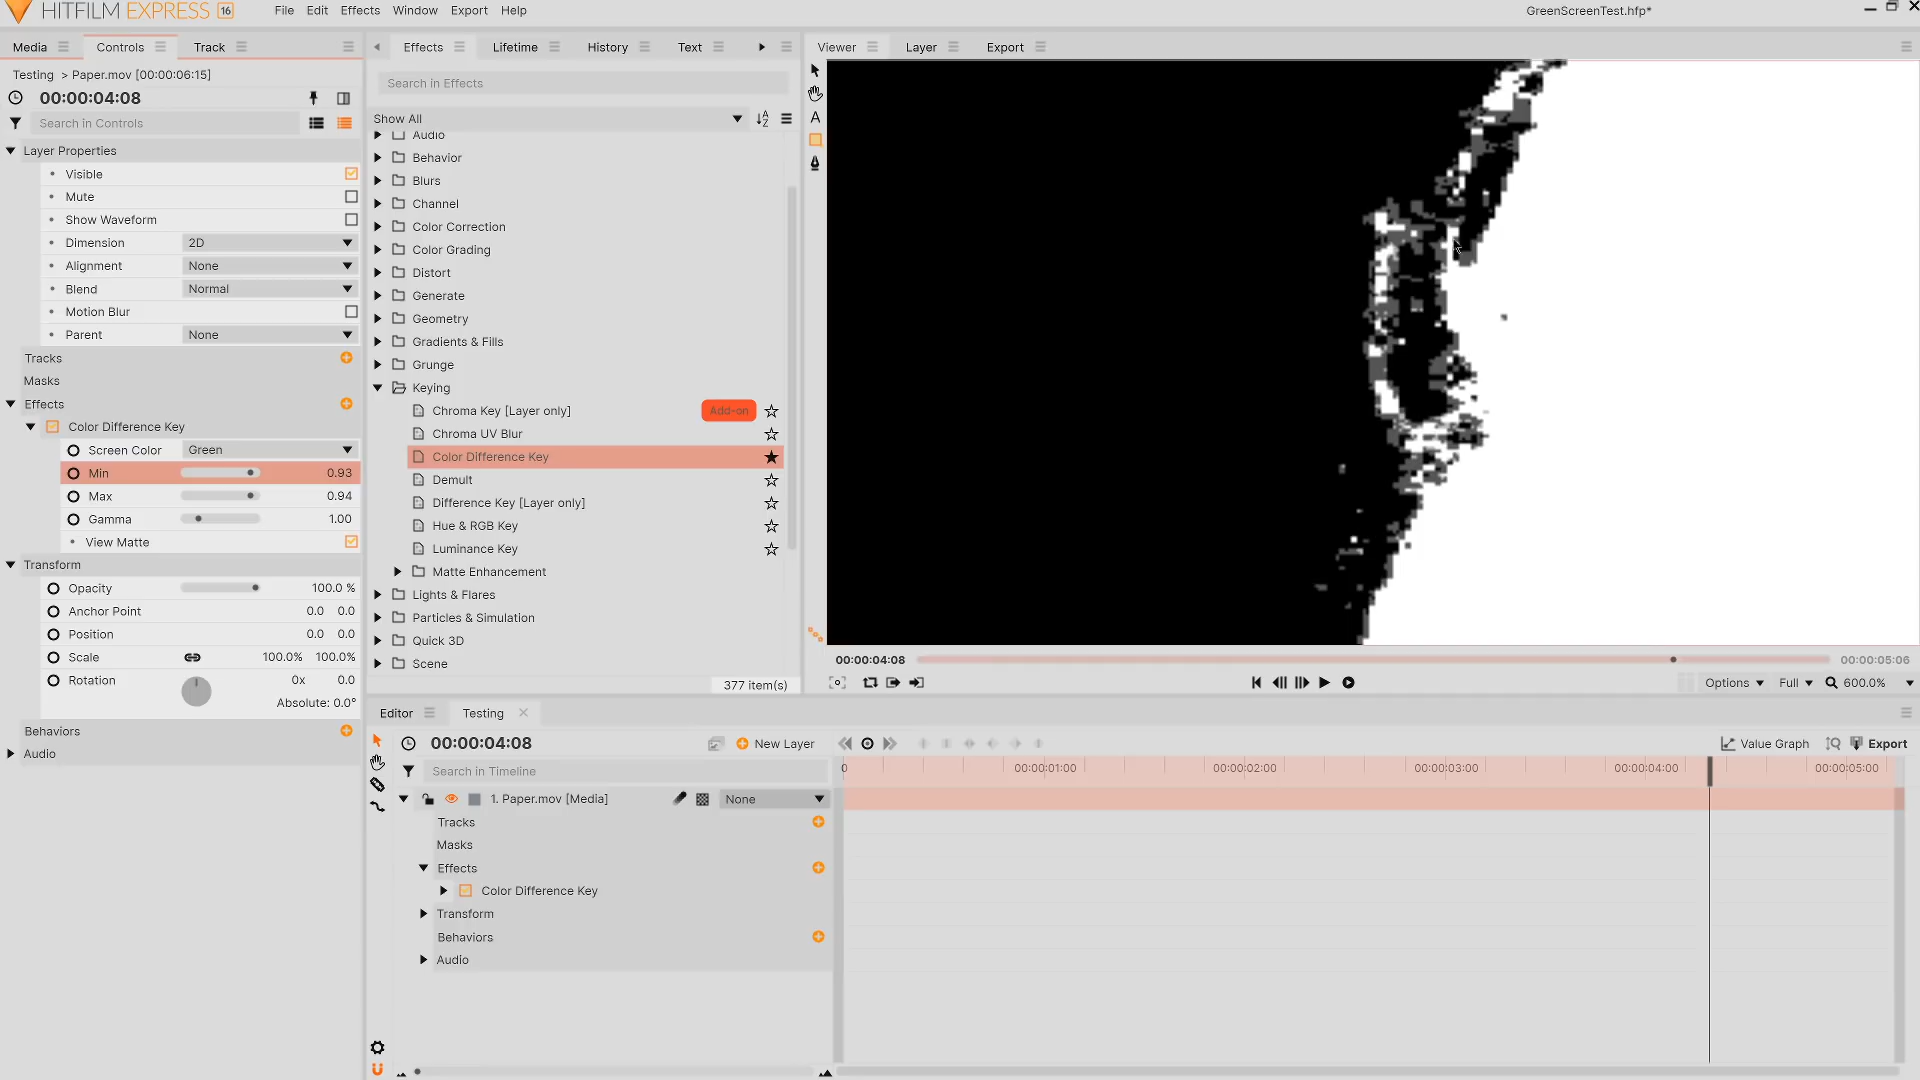 HITFILM EXPRESS 16
File Edit Effects Window Export Help
GreenScreenTest.hfp*
Media Controls Track
Testing > Paper.mov [00:00:06:15]
00:00:04:08
Search in Controls
Layer Properties
Visible
Mute
Show Waveform
Dimension 2D
Alignment None
Blend Normal
Motion Blur
Parent None
Tracks
Masks
Effects
Color Difference Key
Screen Color Green
Min 0.93
Max 0.94
Gamma 1.00
View Matte
Transform
Opacity 100.0 %
Anchor Point 0.0 0.0
Position 0.0 0.0
Scale 100.0% 100.0%
Rotation 0x 0.0
Absolute: 0.0°
Behaviors
Audio
Effects Lifetime History Text
Search in Effects
Show All
Audio
Behavior
Blurs
Channel
Color Correction
Color Grading
Distort
Generate
Geometry
Gradients & Fills
Grunge
Keying
Chroma Key [Layer only] Add-on
Chroma UV Blur
Color Difference Key
Demult
Difference Key [Layer only]
Hue & RGB Key
Luminance Key
Matte Enhancement
Lights & Flares
Particles & Simulation
Quick 3D
Scene
377 item(s)
Viewer Layer Export
A
00:00:04:08 00:00:05:06
Options Full 600.0%
Editor Testing
00:00:04:08 New Layer Value Graph Export
Search in Timeline
0 00:00:01:00 00:00:02:00 00:00:03:00 00:00:04:00 00:00:05:00
1. Paper.mov [Media] None
Tracks
Masks
Effects
Color Difference Key
Transform
Behaviors
Audio